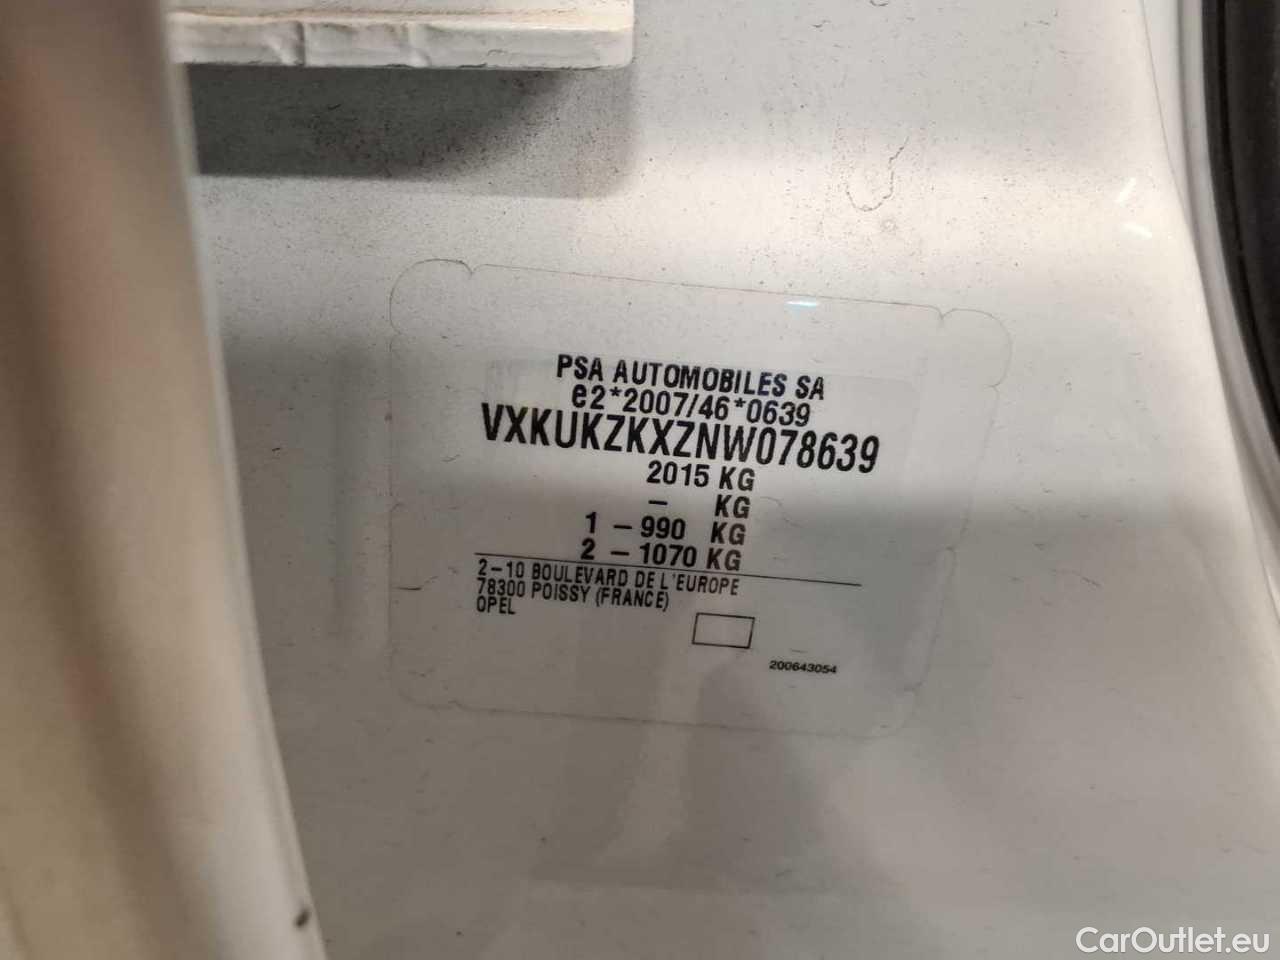 PSA AUTOMOBILES SA
e2*2007/46*0639
VXKUKZKXZNW078639
2015 KG
– KG
1 – 990 KG
2 – 1070 KG
2–10 BOULEVARD DE L'EUROPE
78300 POISSY (FRANCE)
OPEL
200643054
CarOutlet.eu